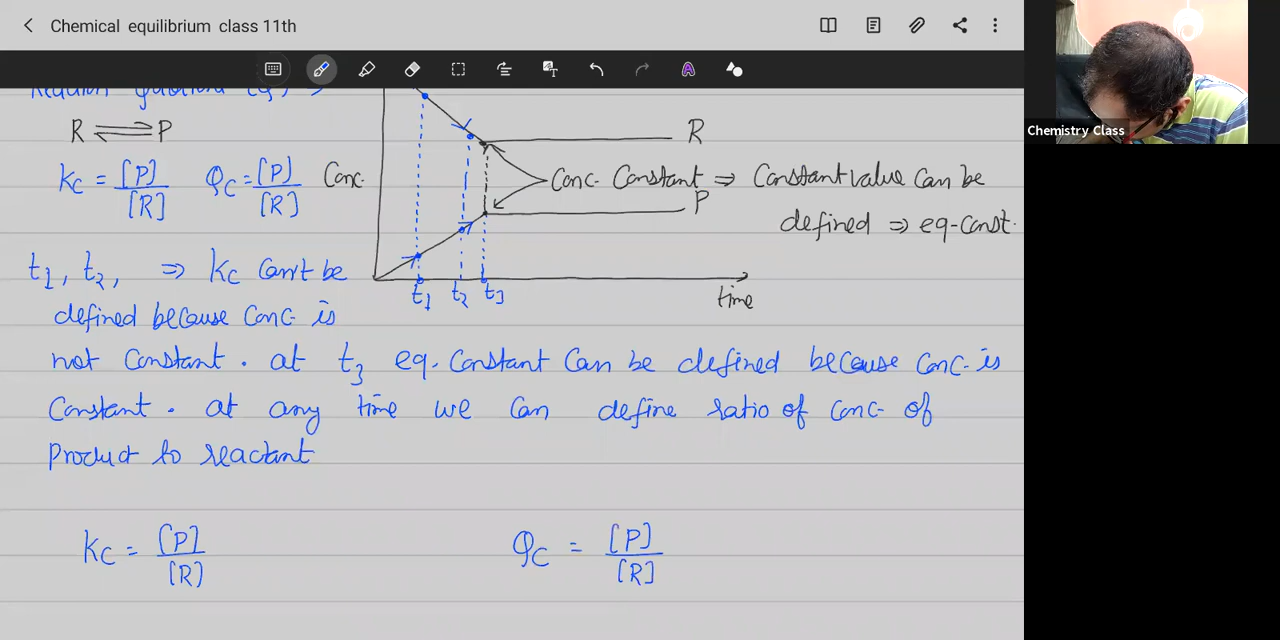 Chemical equilibrium class 11th
Reaction quotient (Q) ⇒
R ⇌ P
Kc = [P]/[R]  Qc = [P]/[R]
Conc.
R
Conc. Constant ⇒ Constant value can be
P
defined ⇒ eq-const.
t1 t2 t3
time
t1, t2, ⇒ Kc Can't be
defined because Conc. is
not Constant. at t3 eq. Constant Can be defined because Conc. is
Constant. at any time we Can define ratio of Conc. of
Product to reactant
Kc = [P]/[R]  Qc = [P]/[R]
Chemistry Class